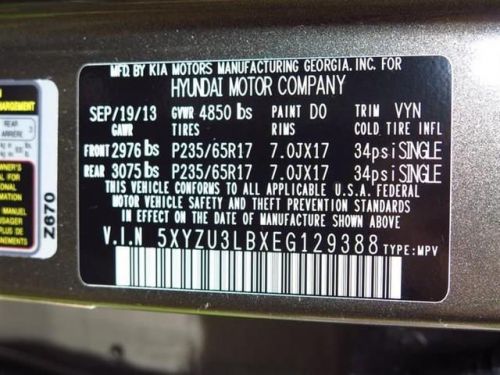 MFD. BY KIA MOTORS MANUFACTURING GEORGIA, INC. FOR
HYUNDAI MOTOR COMPANY
SEP/19/13 GVWR 4850 lbs PAINT DO TRIM VYN
GAWR TIRES RIMS COLD TIRE INFL
FRONT 2976 lbs P235/65R17 7.0JX17 34psi SINGLE
REAR 3075 lbs P235/65R17 7.0JX17 34psi SINGLE
THIS VEHICLE CONFORMS TO ALL APPLICABLE U.S.A. FEDERAL
MOTOR VEHICLE SAFETY AND THEFT PREVENTION STANDARDS
IN EFFECT ON THE DATE OF MANUFACTURE SHOWN ABOVE.
V.I.N 5XYZU3LBXEG129388 TYPE:MPV
REAR
ARRIÈRE
Z670